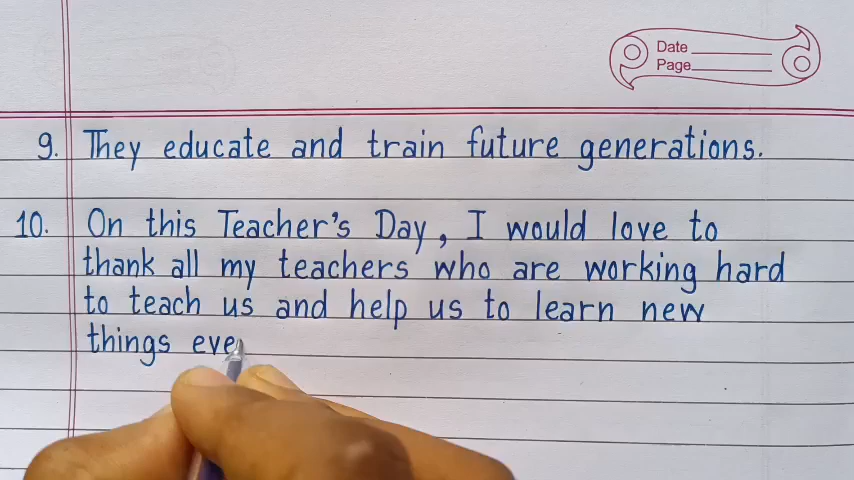 Date
Page
9. They educate and train future generations.
10. On this Teacher's Day, I would love to
thank all my teachers who are working hard
to teach us and help us to learn new
things eve